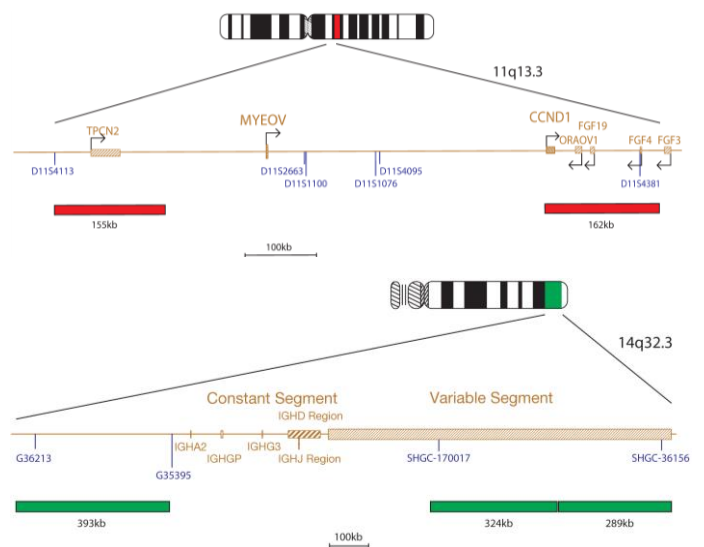 11q13.3
TPCN2
MYEOV
CCND1
FGF19
ORAOV1
FGF4
FGF3
D11S4113
D11S2663
D11S1100
D11S4095
D11S1076
D11S4381
155kb
162kb
100kb
14q32.3
Constant Segment
Variable Segment
IGHD Region
IGHA2
IGHGP
IGHG3
IGHJ Region
G36213
G35395
SHGC-170017
SHGC-36156
393kb
324kb
289kb
100kb